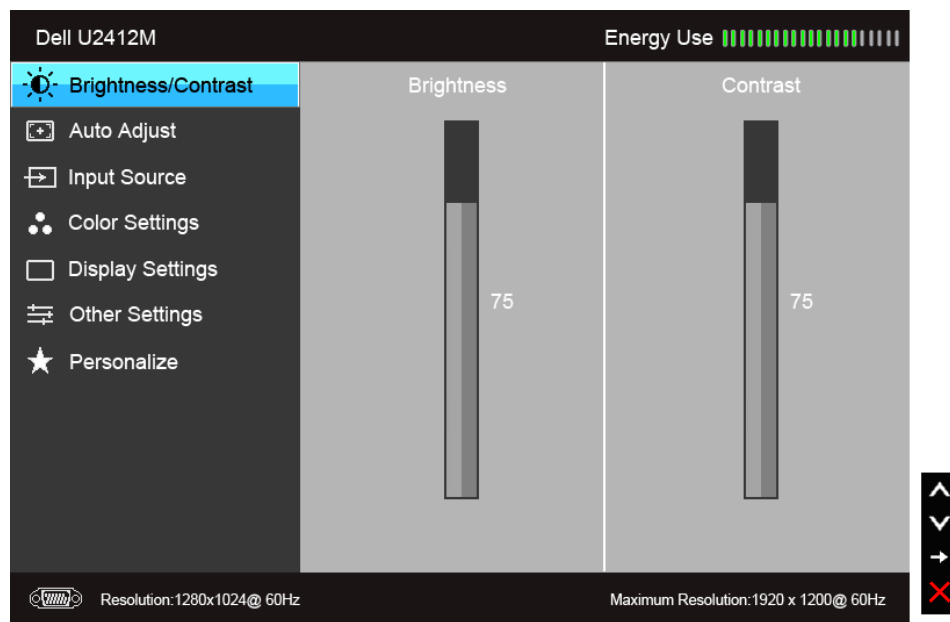 Dell U2412M
Energy Use
Brightness/Contrast
Auto Adjust
Input Source
Color Settings
Display Settings
Other Settings
Personalize
Brightness
75
Contrast
75
Resolution:1280x1024@ 60Hz
Maximum Resolution:1920 x 1200@ 60Hz